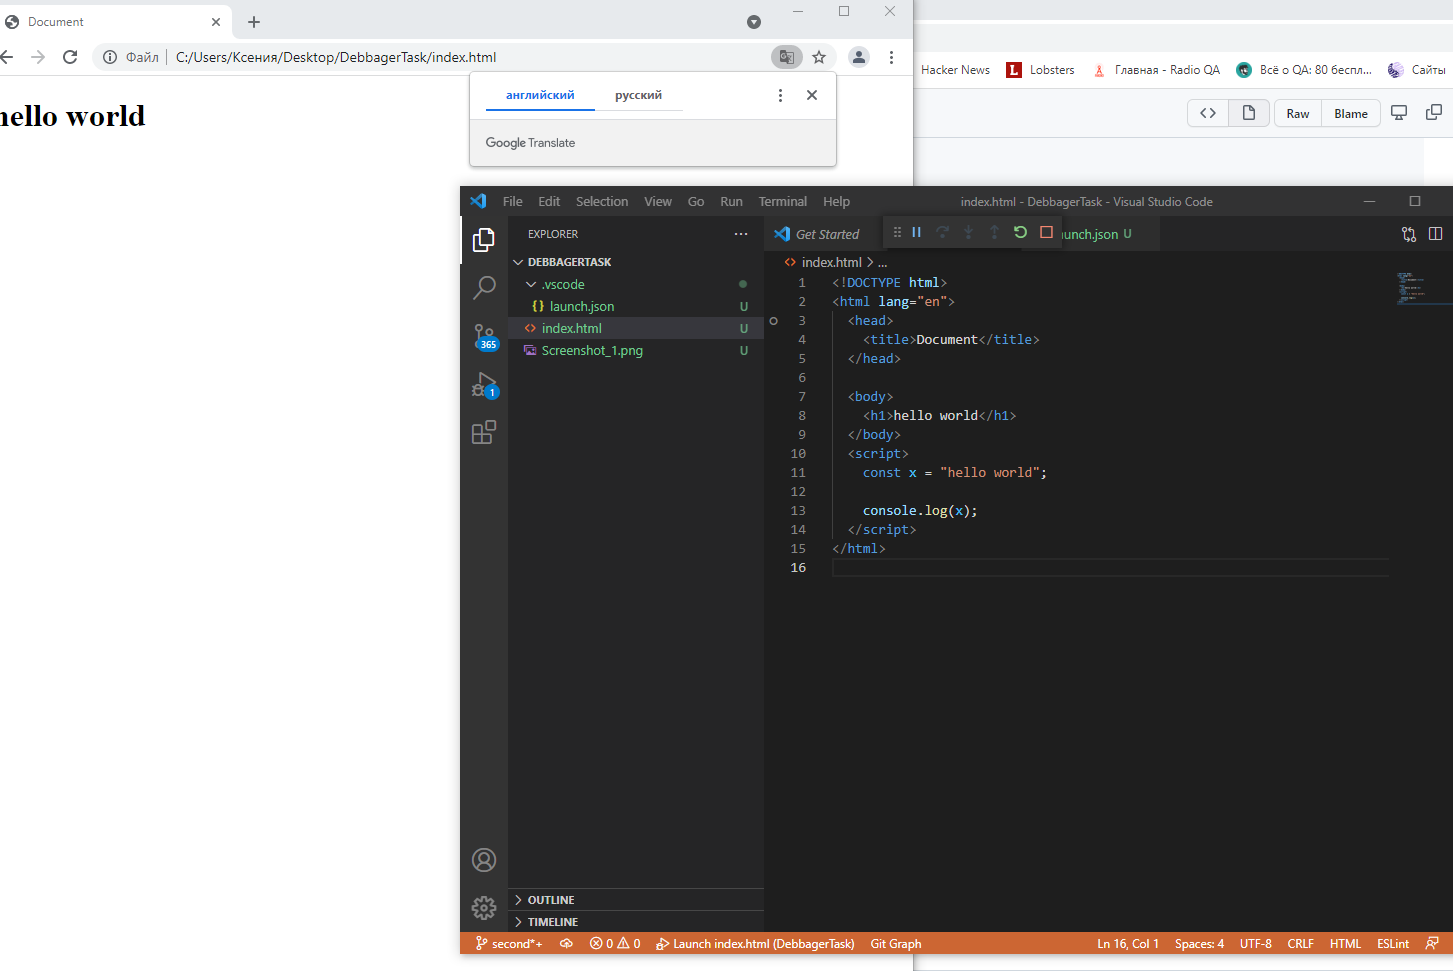 Document
Файл
C:/Users/Ксения/Desktop/DebbagerTask/index.html
hello world
английский русский
Google Translate
Hacker News Lobsters Главная - Radio QA Всё о QA: 80 беспл... Сайты
Raw Blame
File Edit Selection View Go Run Terminal Help
index.html - DebbagerTask - Visual Studio Code
EXPLORER
DEBBAGERTASK
.vscode
launch.json U
index.html U
Screenshot_1.png U
365
1
OUTLINE
TIMELINE
Get Started
aunch.json U
index.html > ...
1 <!DOCTYPE html>
2 <html lang="en">
3 <head>
4 <title>Document</title>
5 </head>
6
7 <body>
8 <h1>hello world</h1>
9 </body>
10 <script>
11 const x = "hello world";
12
13 console.log(x);
14 </script>
15 </html>
16
second*+ 0 0 Launch index.html (DebbagerTask) Git Graph
Ln 16, Col 1 Spaces: 4 UTF-8 CRLF HTML ESLint